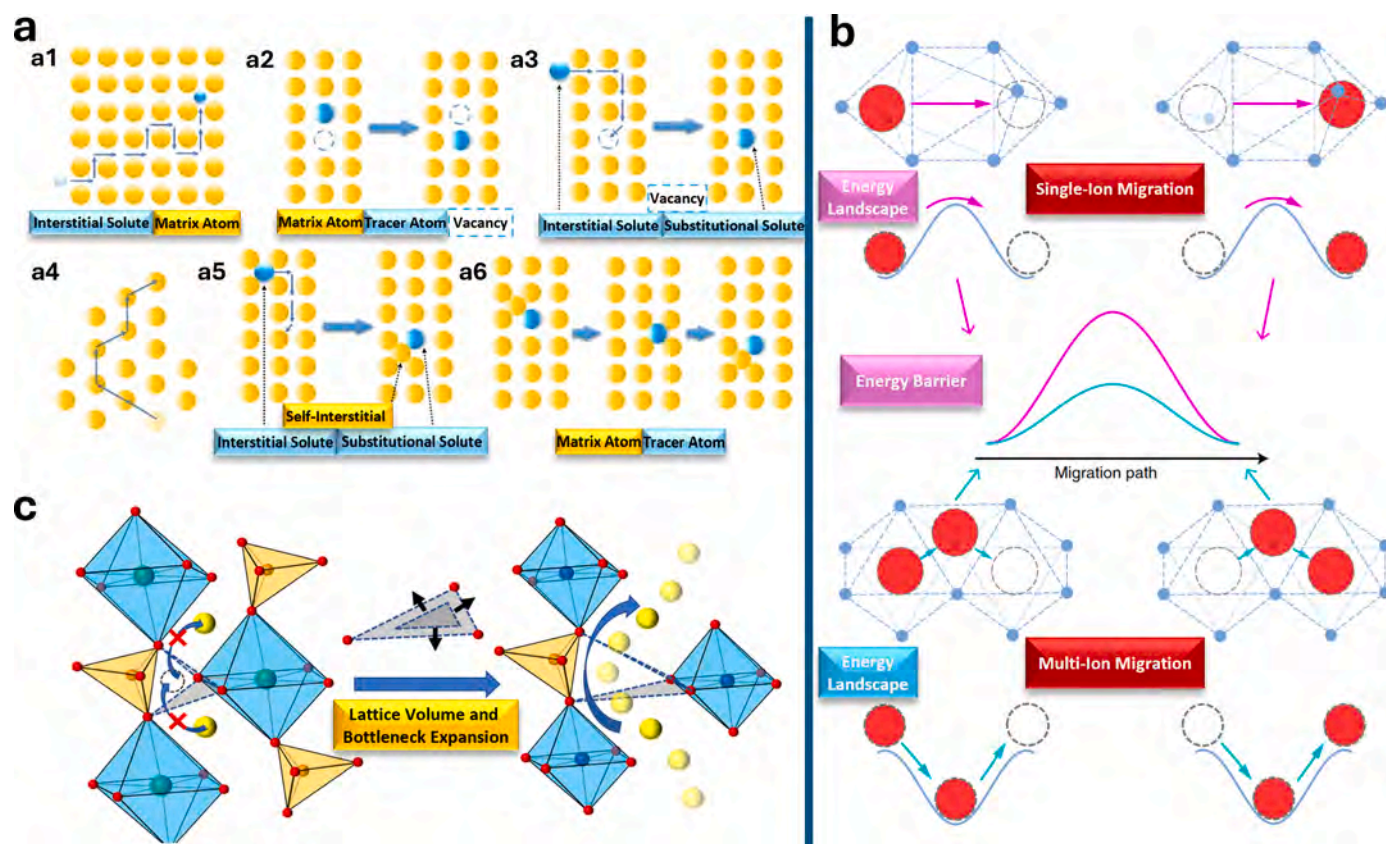 a
a1
a2
a3
Interstitial Solute
Matrix Atom
Matrix Atom
Tracer Atom
Vacancy
Vacancy
Interstitial Solute
Substitutional Solute
a4
a5
a6
Self-Interstitial
Interstitial Solute
Substitutional Solute
Matrix Atom
Tracer Atom
b
Energy
Landscape
Single-Ion Migration
Energy Barrier
Migration path
Energy
Landscape
Multi-Ion Migration
c
Lattice Volume and
Bottleneck Expansion